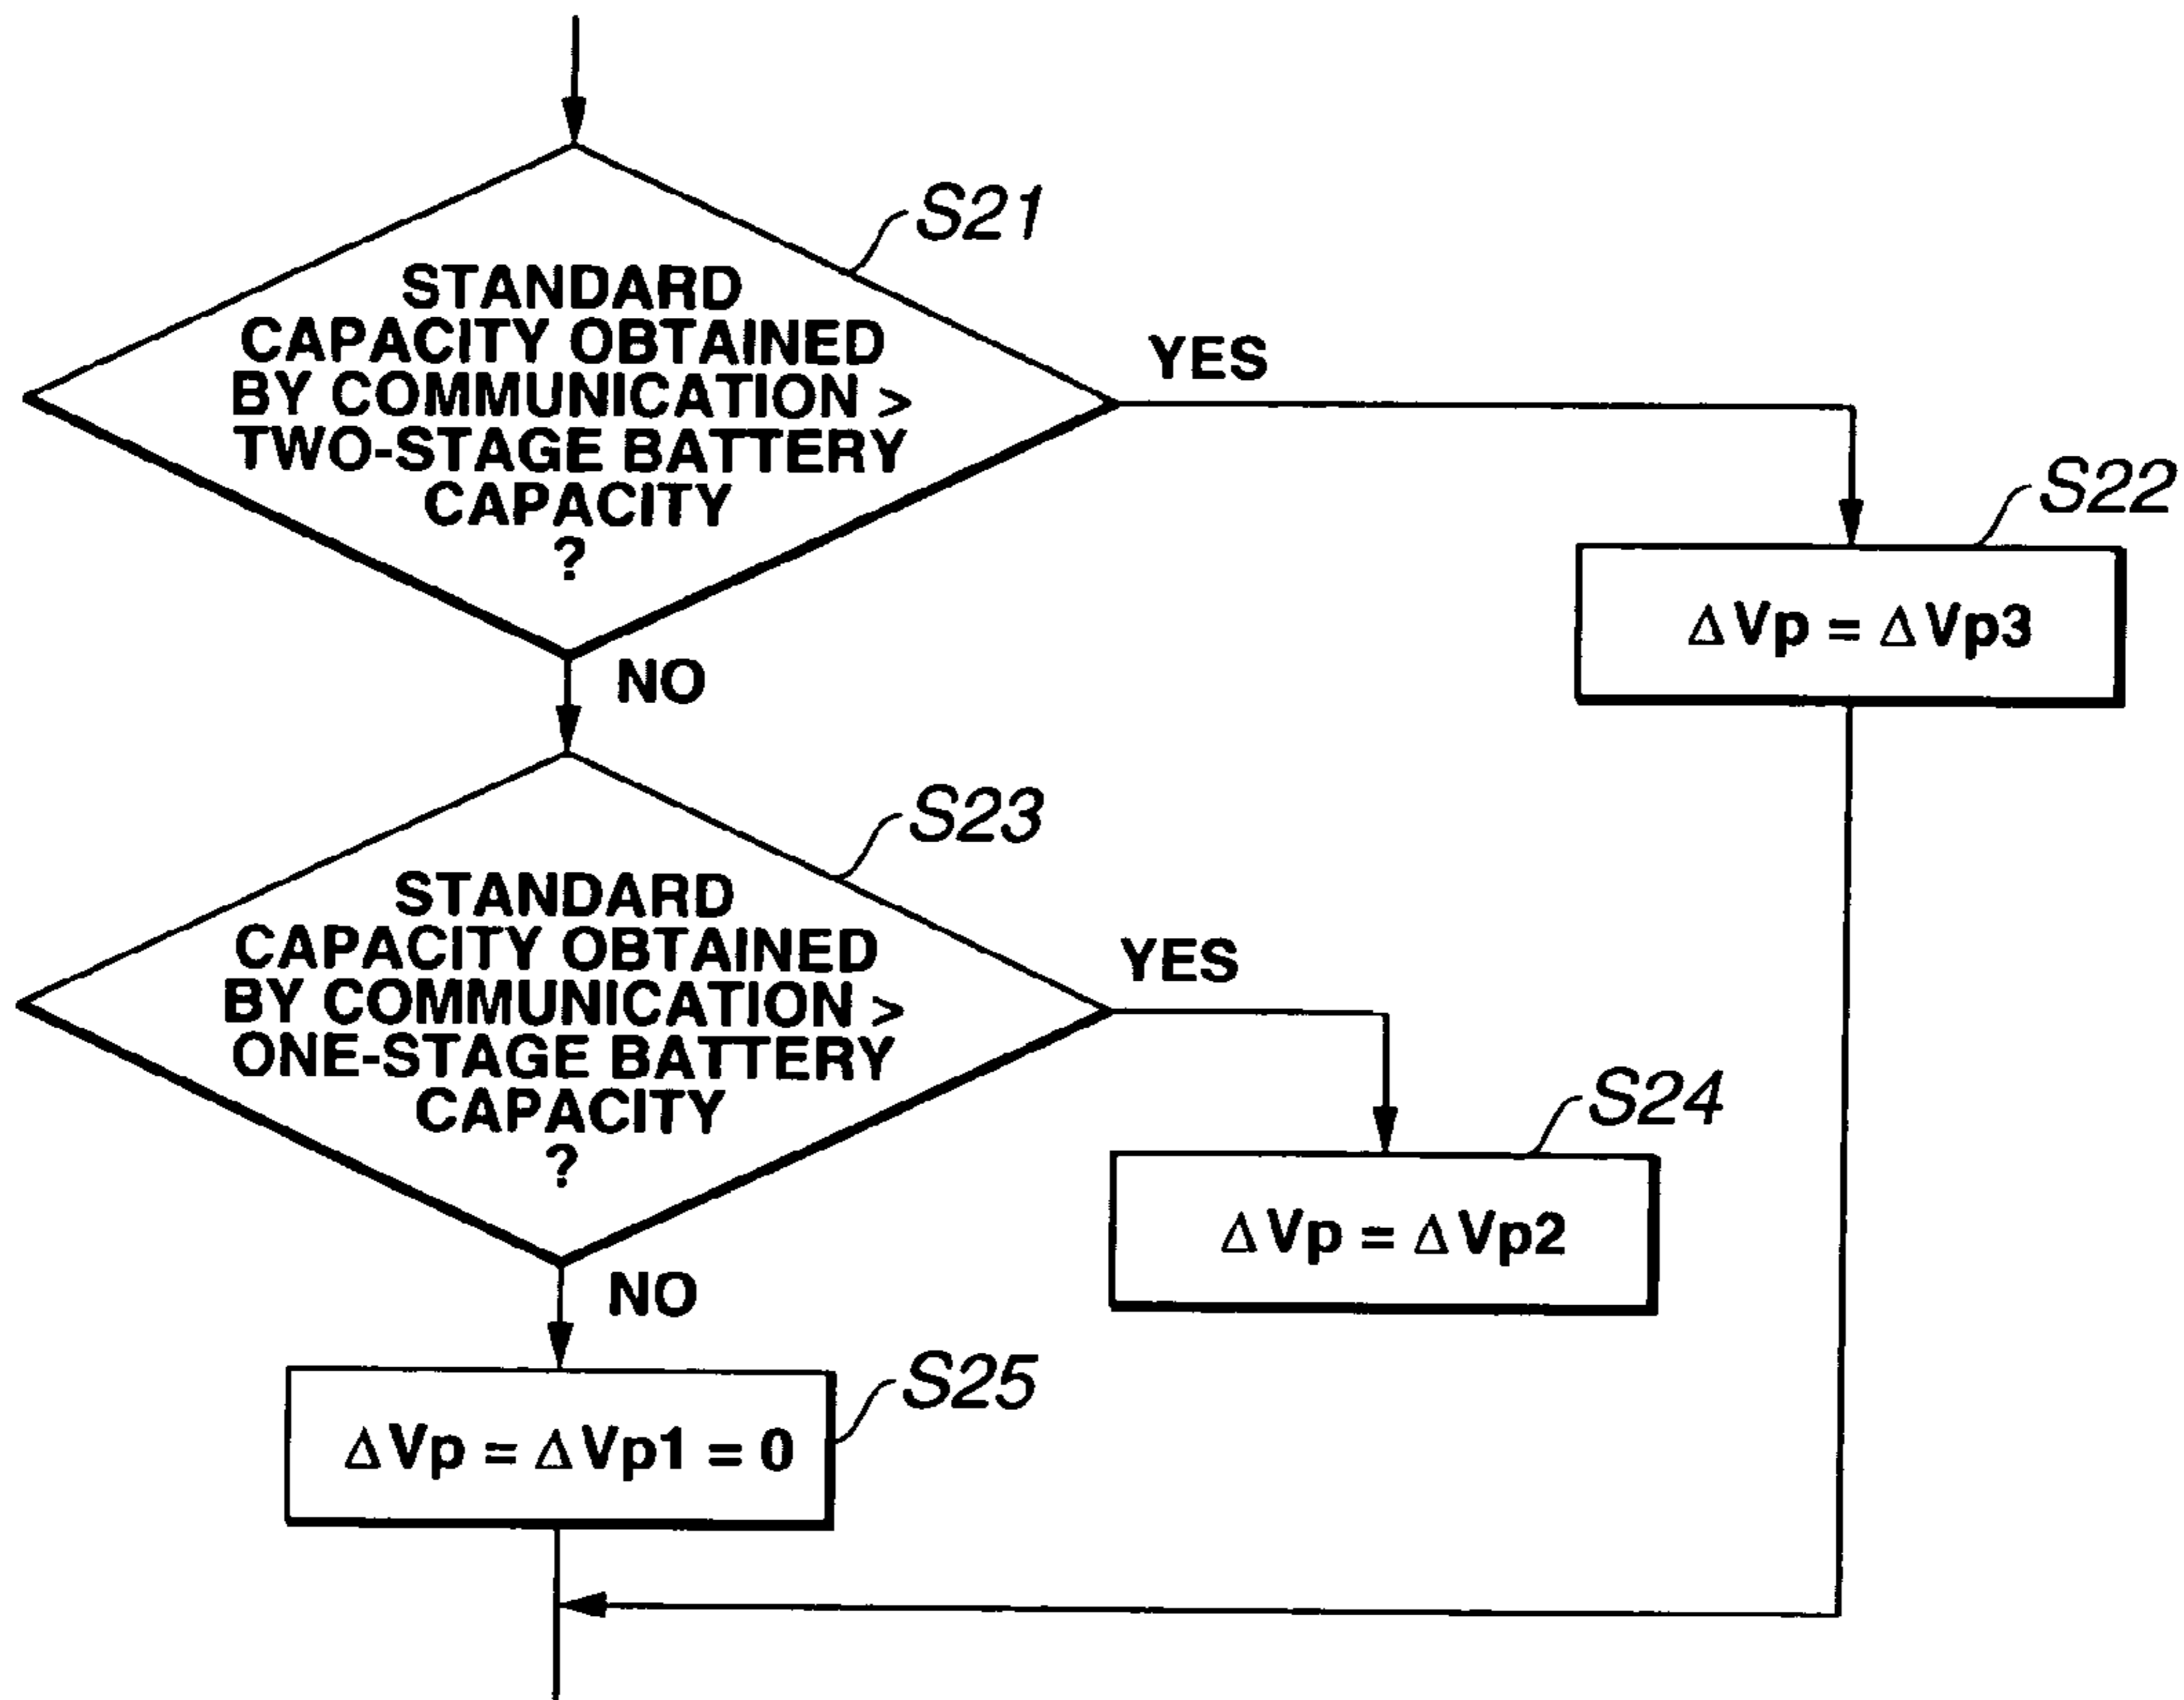 S21
STANDARD
CAPACITY OBTAINED
BY COMMUNICATION >
TWO-STAGE BATTERY
CAPACITY
?
YES
NO
S22
ΔVp = ΔVp3
S23
STANDARD
CAPACITY OBTAINED
BY COMMUNICATION >
ONE-STAGE BATTERY
CAPACITY
?
YES
NO
S24
ΔVp = ΔVp2
S25
ΔVp = ΔVp1 = 0